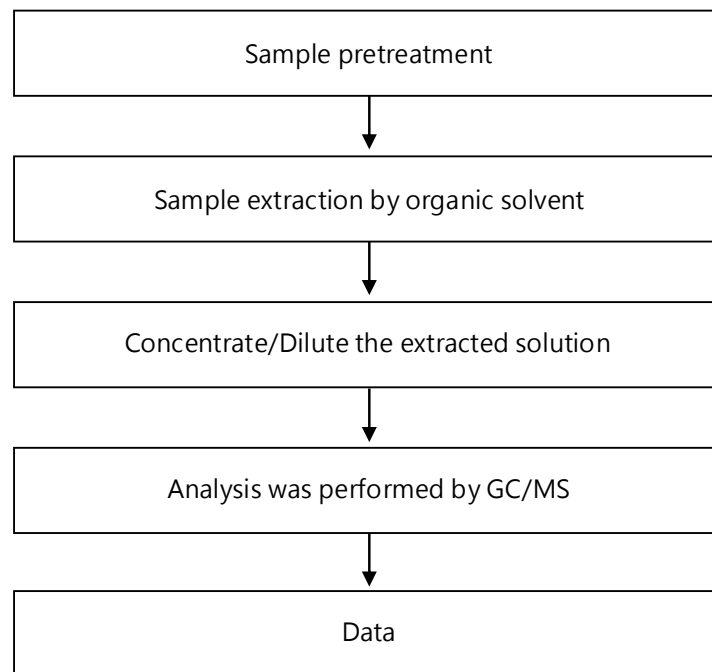 Sample pretreatment
Sample extraction by organic solvent
Concentrate/Dilute the extracted solution
Analysis was performed by GC/MS
Data